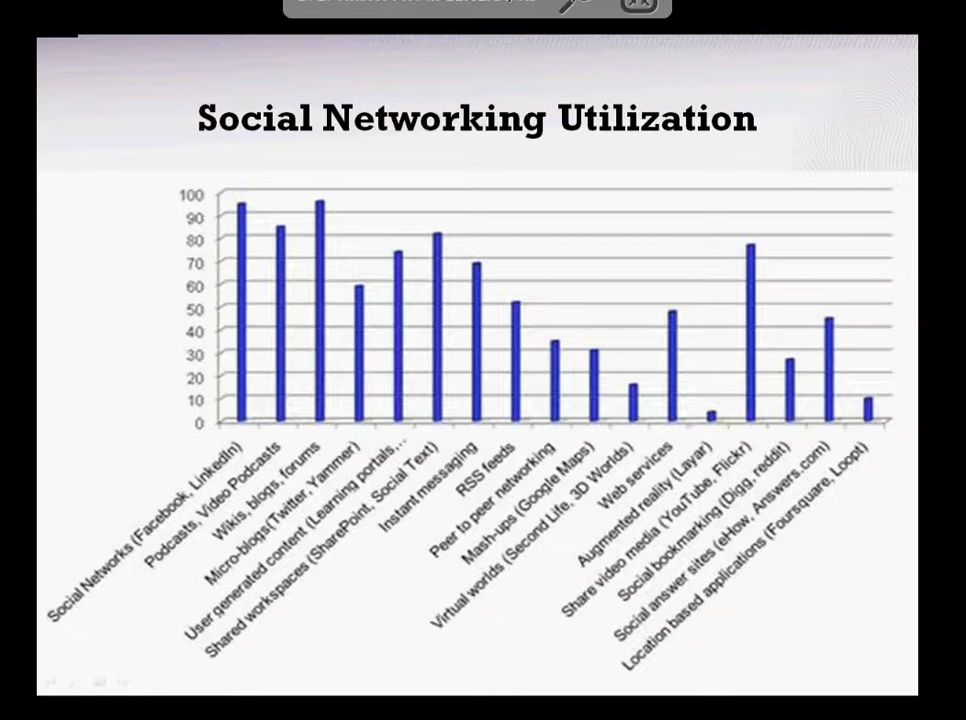 Social Networking Utilization
100
90
80
70
60
50
40
30
20
10
0
Social Networks (Facebook, LinkedIn)
Podcasts, Video Podcasts
Wikis, blogs, forums
Micro-blogs(Twitter, Yammer)
User generated content (Learning portals...
Shared workspaces (SharePoint, Social Text)
Instant messaging
RSS feeds
Peer to peer networking
Mash-ups (Google Maps)
Virtual worlds (Second Life, 3D Worlds)
Web services
Augmented reality (Layar)
Share video media (YouTube, Flickr)
Social bookmarking (Digg, reddit)
Social answer sites (eHow, Answers.com)
Location based applications (Foursquare, Loopt)